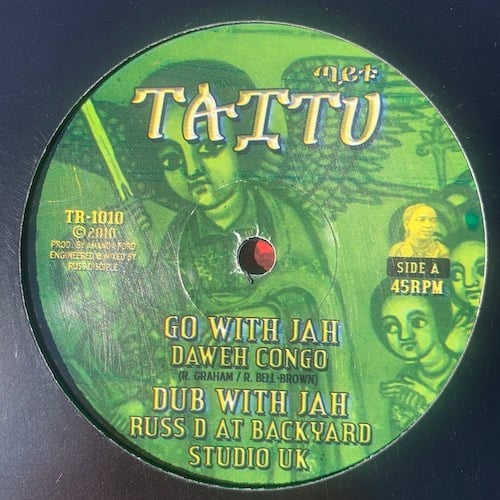 ጣይቱ
TAITU
TR-1010
©2010
PROD. BY AMANDA FORD
ENGINEERED & MIXED BY
RUSS DISCIPLE
SIDE A
45RPM
GO WITH JAH
DAWEH CONGO
(R. GRAHAM / R. BELL-BROWN)
DUB WITH JAH
RUSS D AT BACKYARD
STUDIO UK